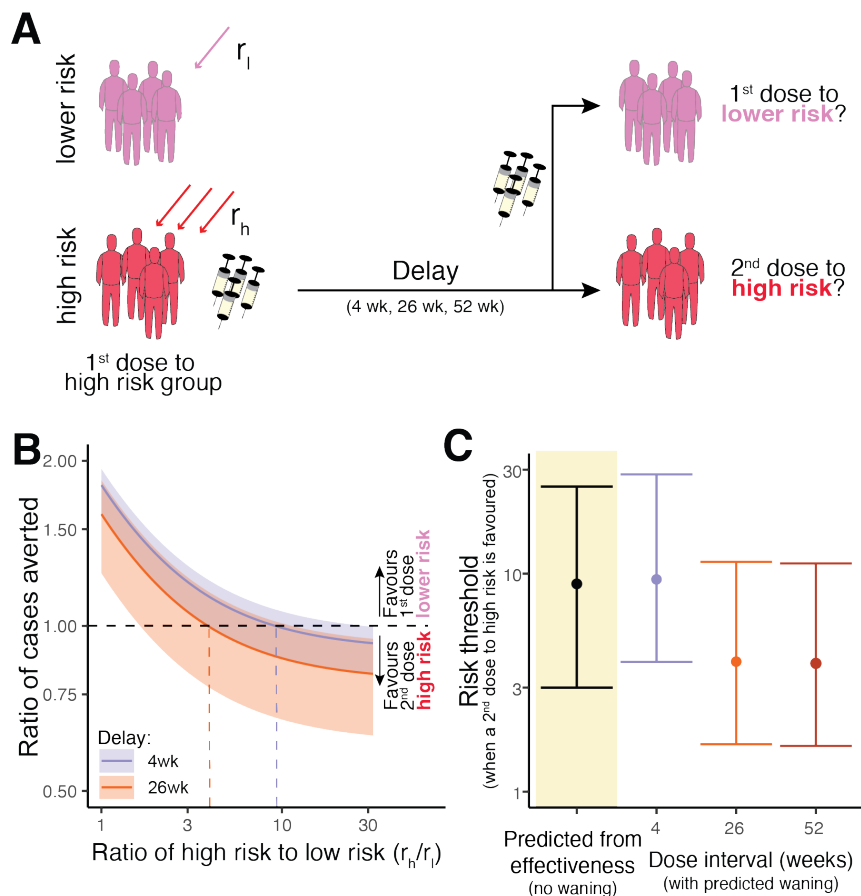 A
lower risk
r_l
high risk
r_h
1st dose to
high risk group
Delay
(4 wk, 26 wk, 52 wk)
1st dose to
lower risk?
2nd dose to
high risk?
B
Ratio of cases averted
2.00
1.50
1.00
0.75
0.50
Favours
1st dose
lower risk
Favours
2nd dose
high risk
Delay:
4wk
26wk
1
3
10
30
Ratio of high risk to low risk (r_h/r_l)
C
Risk threshold
(when a 2nd dose to high risk is favoured)
30
10
3
1
Predicted from
effectiveness
(no waning)
4
26
52
Dose interval (weeks)
(with predicted waning)